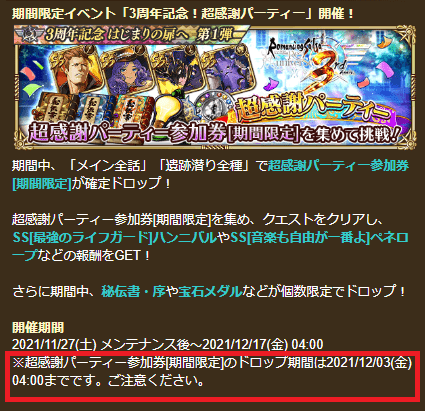 期間限定イベント「3周年記念！超感謝パーティー」開催！
3周年記念 はじまりの扉へ 第1弾
Romancing SaGa
Re;univerSe
3rd
超感謝パーティー
超感謝パーティー参加券[期間限定]を集めて挑戦！
期間中、「メイン全話」「遺跡潜り全種」で超感謝パーティー参加券
[期間限定]が確定ドロップ！
超感謝パーティー参加券[期間限定]を集め、クエストをクリアし、
SS[最強のライフガード]ハンニバルやSS[音楽も自由が一番よ]ペネロ
ープなどの報酬をGET！
さらに期間中、秘伝書・序や宝石メダルなどが個数限定でドロップ！
開催期間
2021/11/27(土) メンテナンス後～2021/12/17(金) 04:00
※超感謝パーティー参加券[期間限定]のドロップ期間は2021/12/03(金)
04:00までです。ご注意ください。